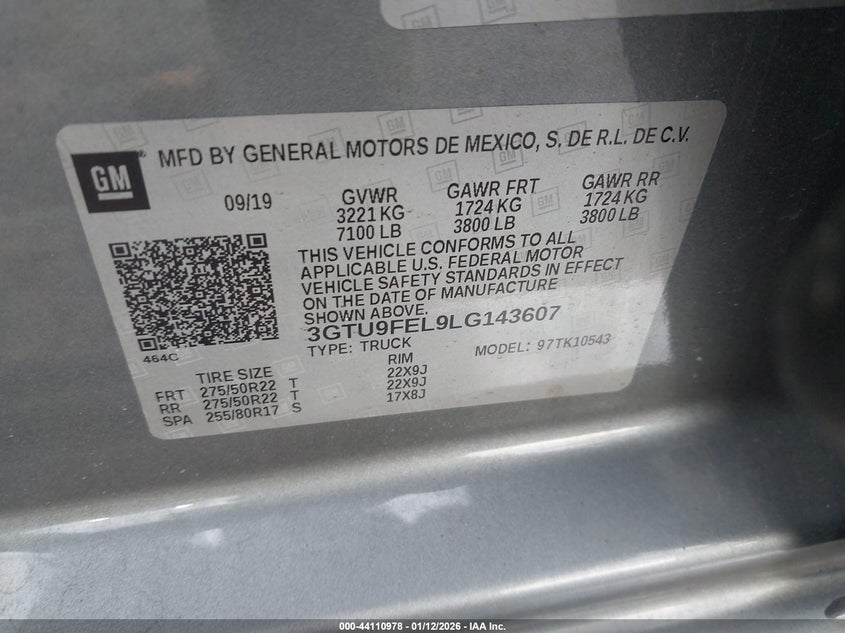 GM
MFD BY GENERAL MOTORS DE MEXICO, S. DE R.L. DE C.V.
09/19
GVWR
3221 KG
7100 LB
GAWR FRT
1724 KG
3800 LB
GAWR RR
1724 KG
3800 LB
THIS VEHICLE CONFORMS TO ALL
APPLICABLE U.S. FEDERAL MOTOR
VEHICLE SAFETY STANDARDS IN EFFECT
ON THE DATE OF MANUFACTURE
SHOWN ABOVE.
3GTU9FEL9LG143607
TYPE: TRUCK MODEL: 97TK10543
464C
TIRE SIZE RIM
FRT 275/50R22 T 22X9J
RR 275/50R22 T 22X9J
SPA 255/80R17 S 17X8J
000-44110978 - 01/12/2026 - IAA Inc.